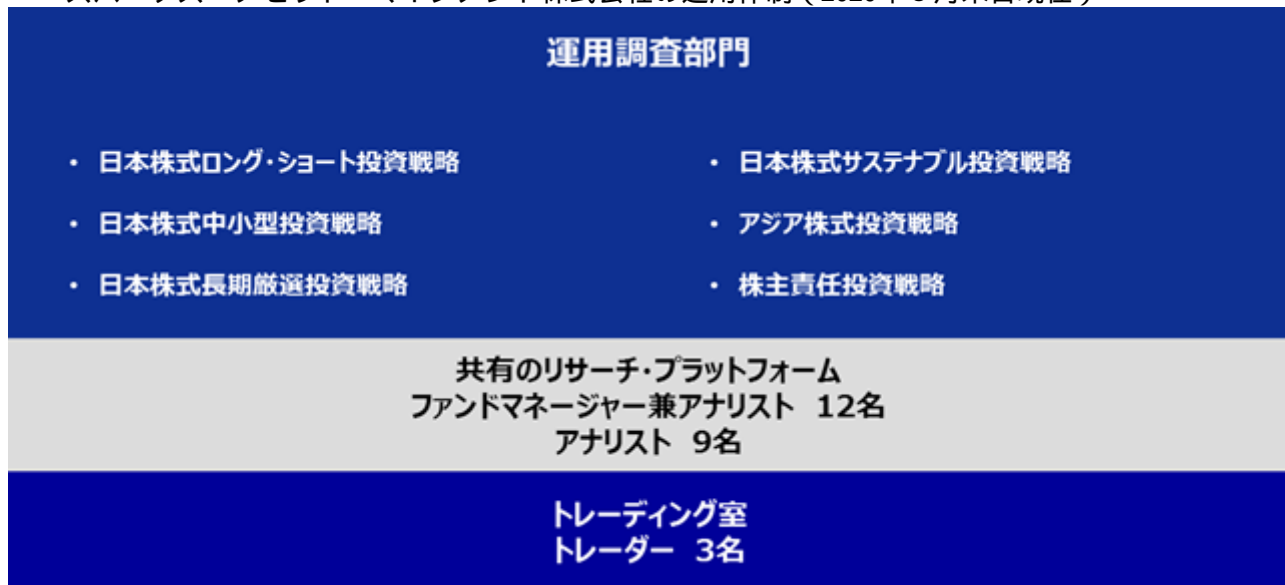 運用調査部門
・ 日本株式ロング・ショート投資戦略
・ 日本株式サステナブル投資戦略
・ 日本株式中小型投資戦略
・ アジア株式投資戦略
・ 日本株式長期厳選投資戦略
・ 株主責任投資戦略
共有のリサーチ・プラットフォーム
ファンドマネージャー兼アナリスト 12名
アナリスト 9名
トレーディング室
トレーダー 3名